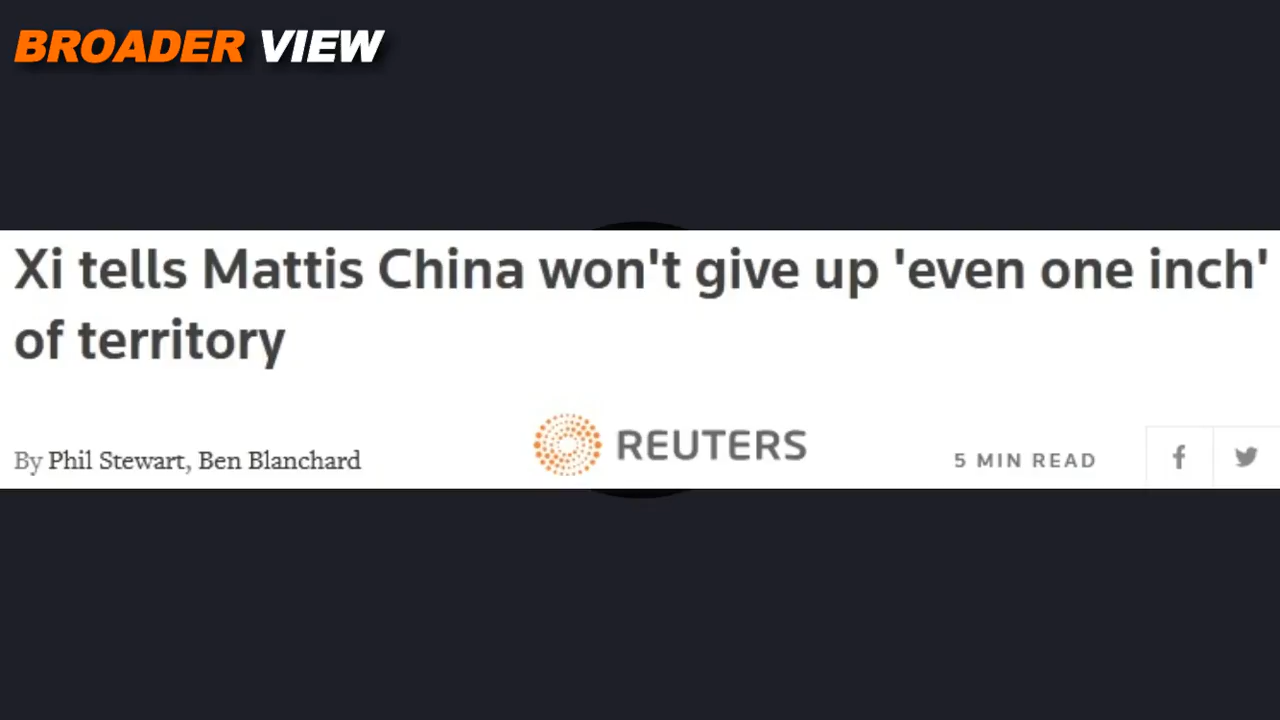 BROADER VIEW
Xi tells Mattis China won't give up 'even one inch'
of territory
By Phil Stewart, Ben Blanchard
REUTERS
5 MIN READ